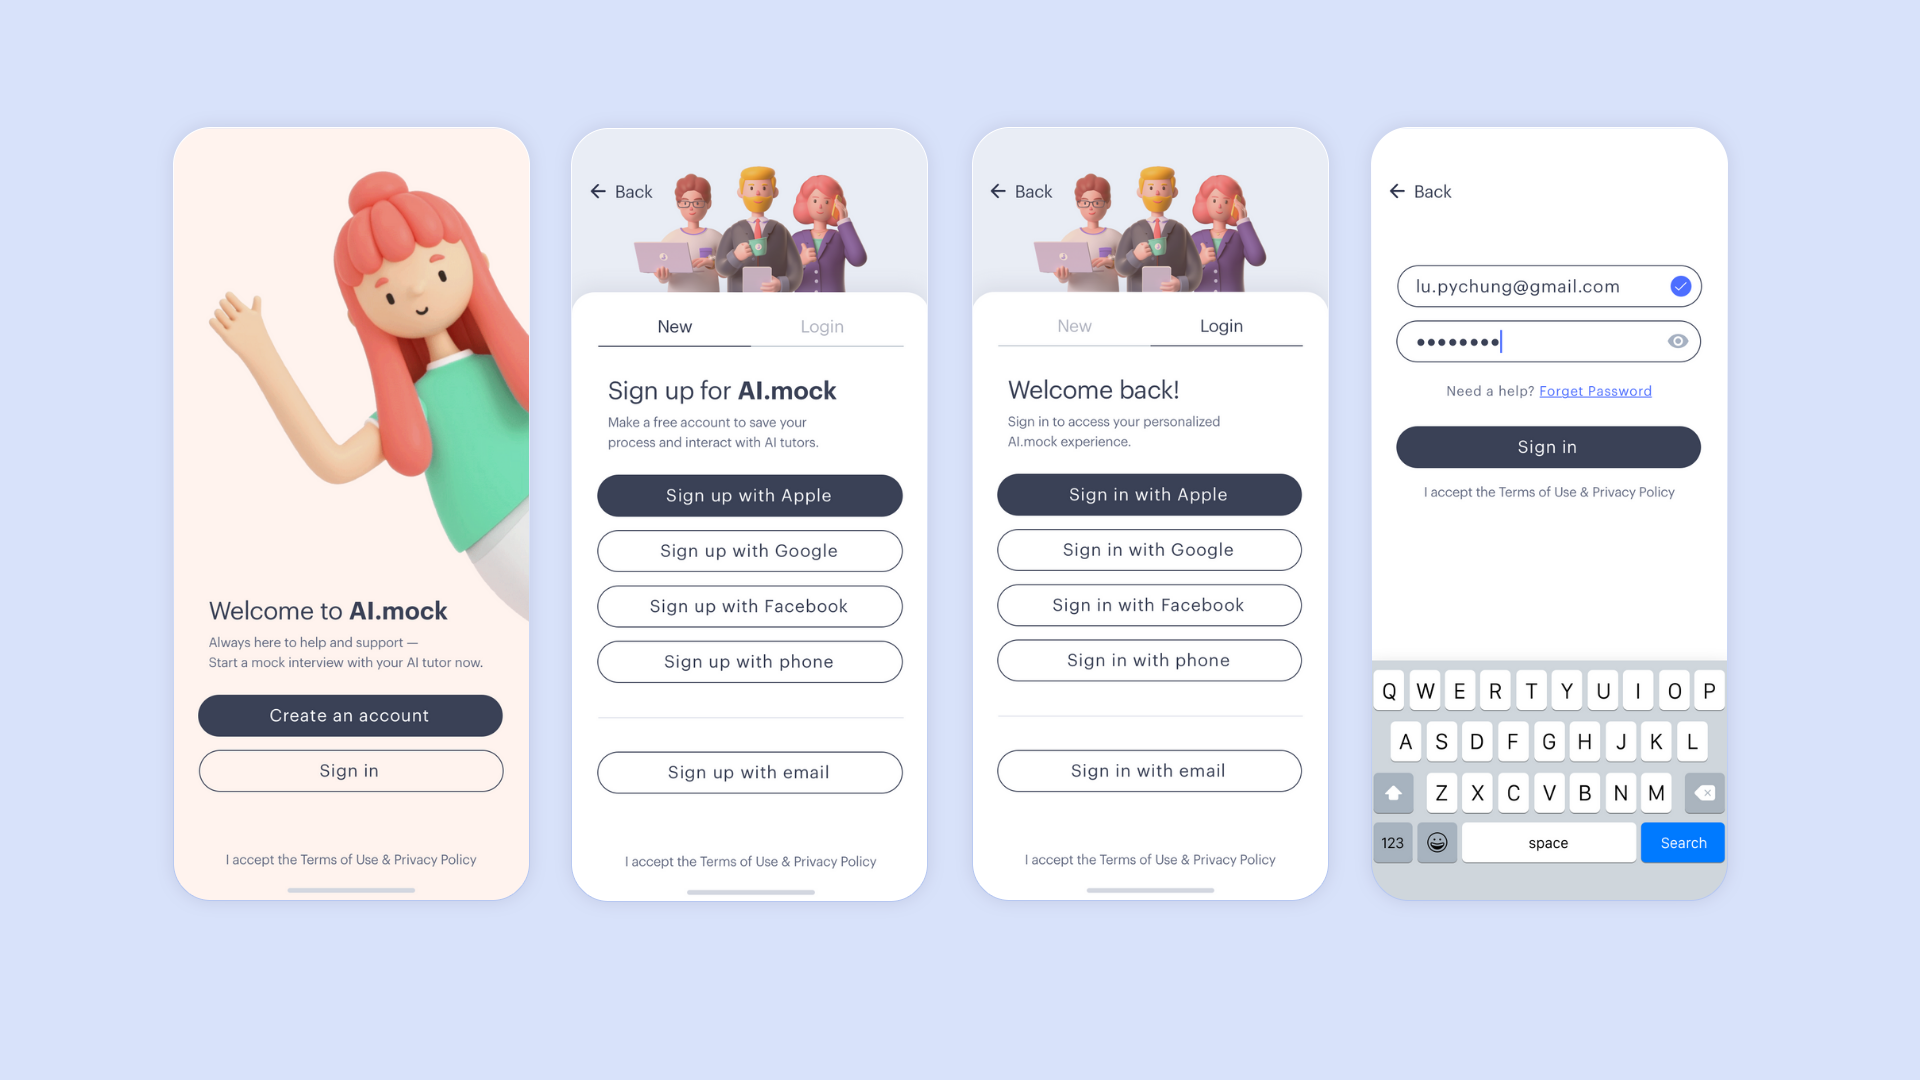 Welcome to AI.mock
Always here to help and support —
Start a mock interview with your AI tutor now.
Create an account
Sign in
I accept the Terms of Use & Privacy Policy
Back
New Login
Sign up for AI.mock
Make a free account to save your
process and interact with AI tutors.
Sign up with Apple
Sign up with Google
Sign up with Facebook
Sign up with phone
Sign up with email
I accept the Terms of Use & Privacy Policy
Back
New Login
Welcome back!
Sign in to access your personalized
AI.mock experience.
Sign in with Apple
Sign in with Google
Sign in with Facebook
Sign in with phone
Sign in with email
I accept the Terms of Use & Privacy Policy
Back
lu.pychung@gmail.com
Need a help? Forget Password
Sign in
I accept the Terms of Use & Privacy Policy
Q W E R T Y U I O P
A S D F G H J K L
Z X C V B N M
123 space Search